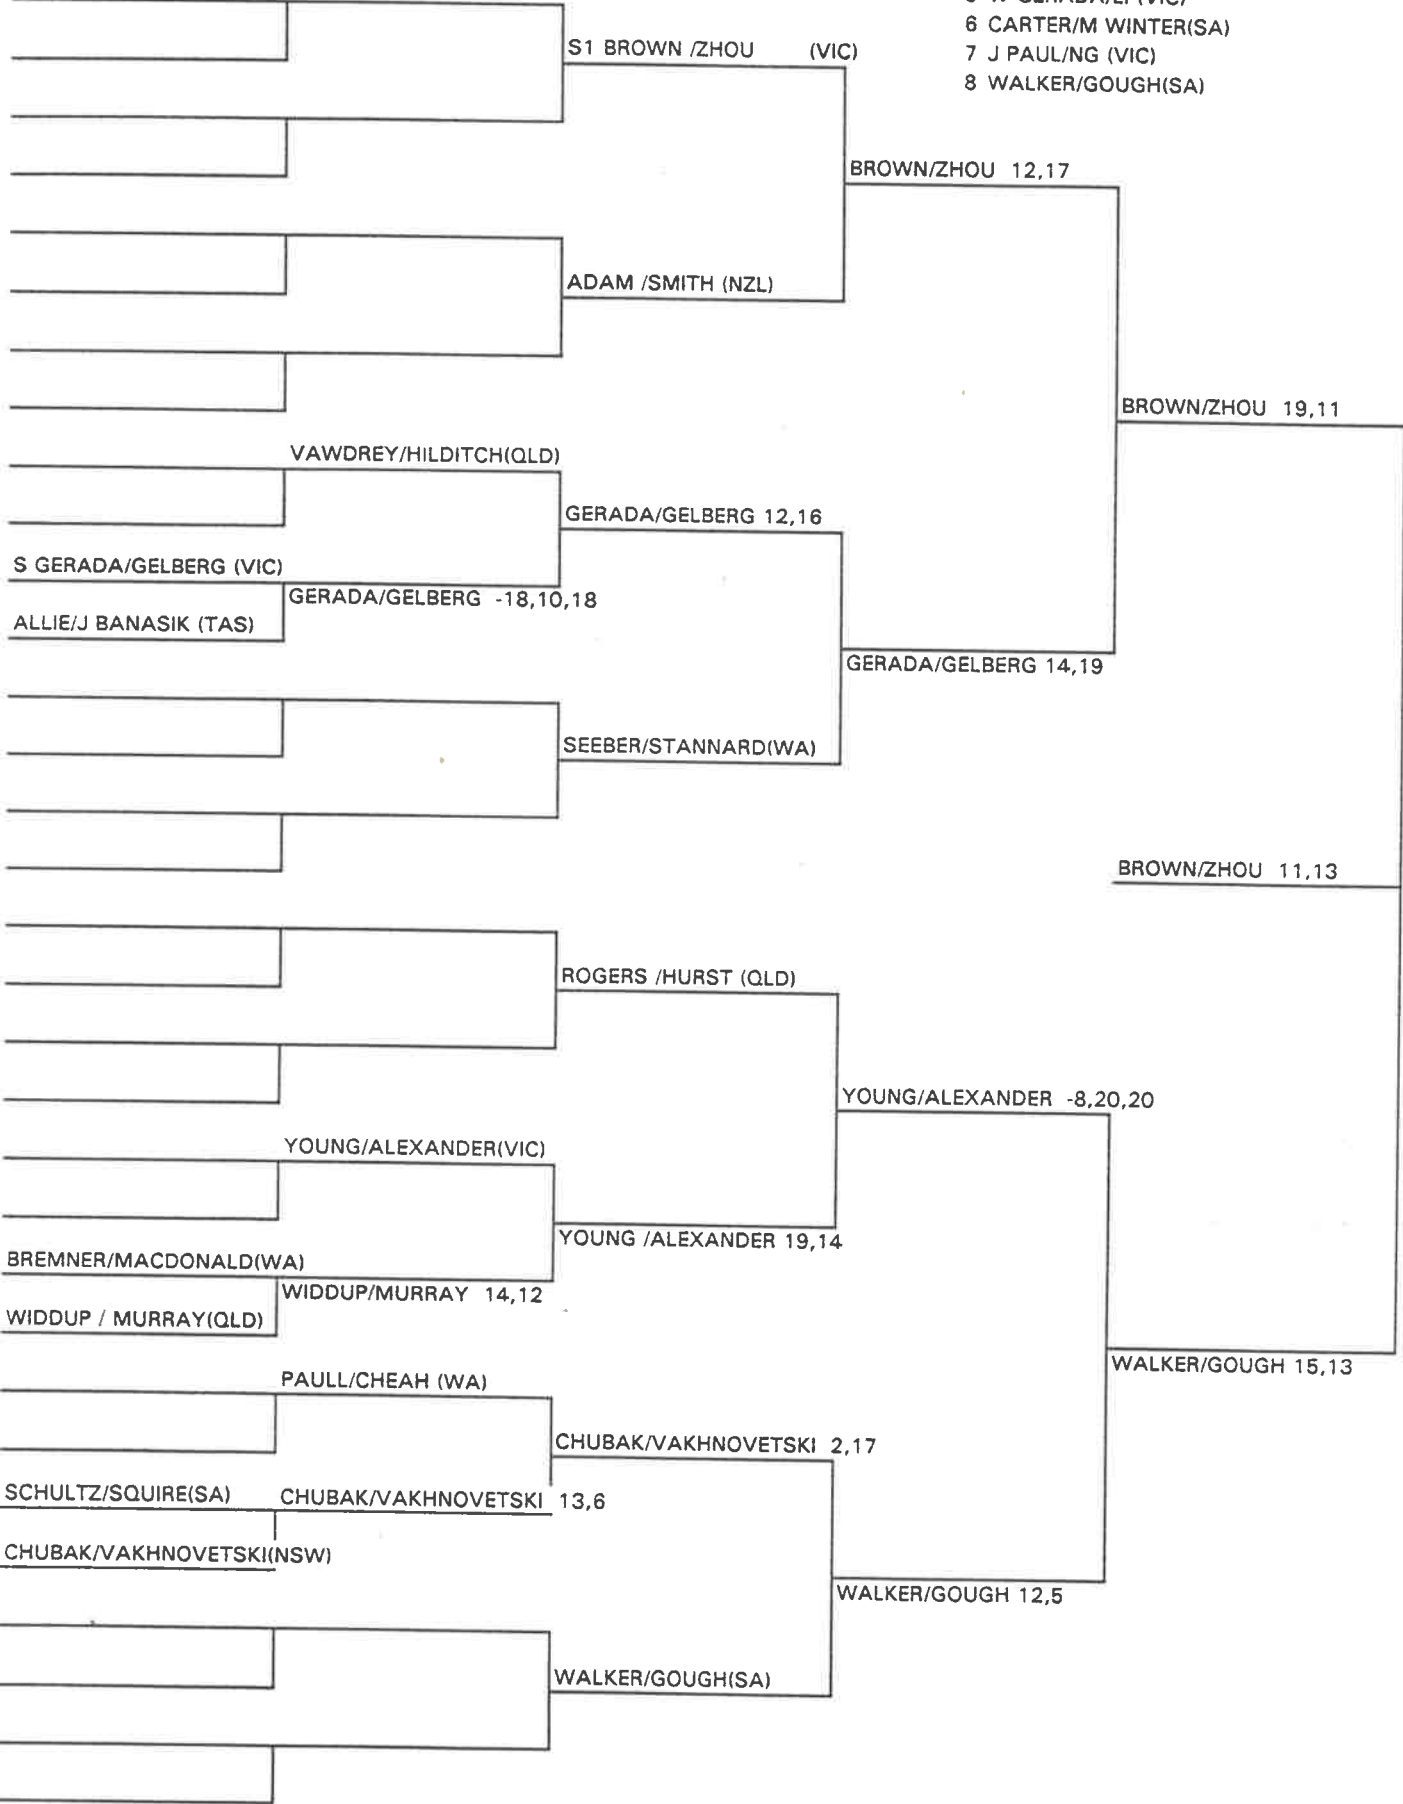 6 CARTER/M WINTER(SA)
7 J PAUL/NG (VIC)
8 WALKER/GOUGH(SA)
S1 BROWN /ZHOU (VIC)
BROWN/ZHOU 12,17
ADAM /SMITH (NZL)
BROWN/ZHOU 19,11
VAWDREY/HILDITCH(QLD)
GERADA/GELBERG 12,16
S GERADA/GELBERG (VIC)
GERADA/GELBERG -18,10,18
ALLIE/J BANASIK (TAS)
GERADA/GELBERG 14,19
SEEBER/STANNARD(WA)
BROWN/ZHOU 11,13
ROGERS /HURST (QLD)
YOUNG/ALEXANDER -8,20,20
YOUNG/ALEXANDER(VIC)
YOUNG /ALEXANDER 19,14
BREMNER/MACDONALD(WA)
WIDDUP/MURRAY 14,12
WIDDUP / MURRAY(QLD)
WALKER/GOUGH 15,13
PAULL/CHEAH (WA)
CHUBAK/VAKHNOVETSKI 2,17
SCHULTZ/SQUIRE(SA)
CHUBAK/VAKHNOVETSKI 13,6
CHUBAK/VAKHNOVETSKI(NSW)
WALKER/GOUGH 12,5
WALKER/GOUGH(SA)